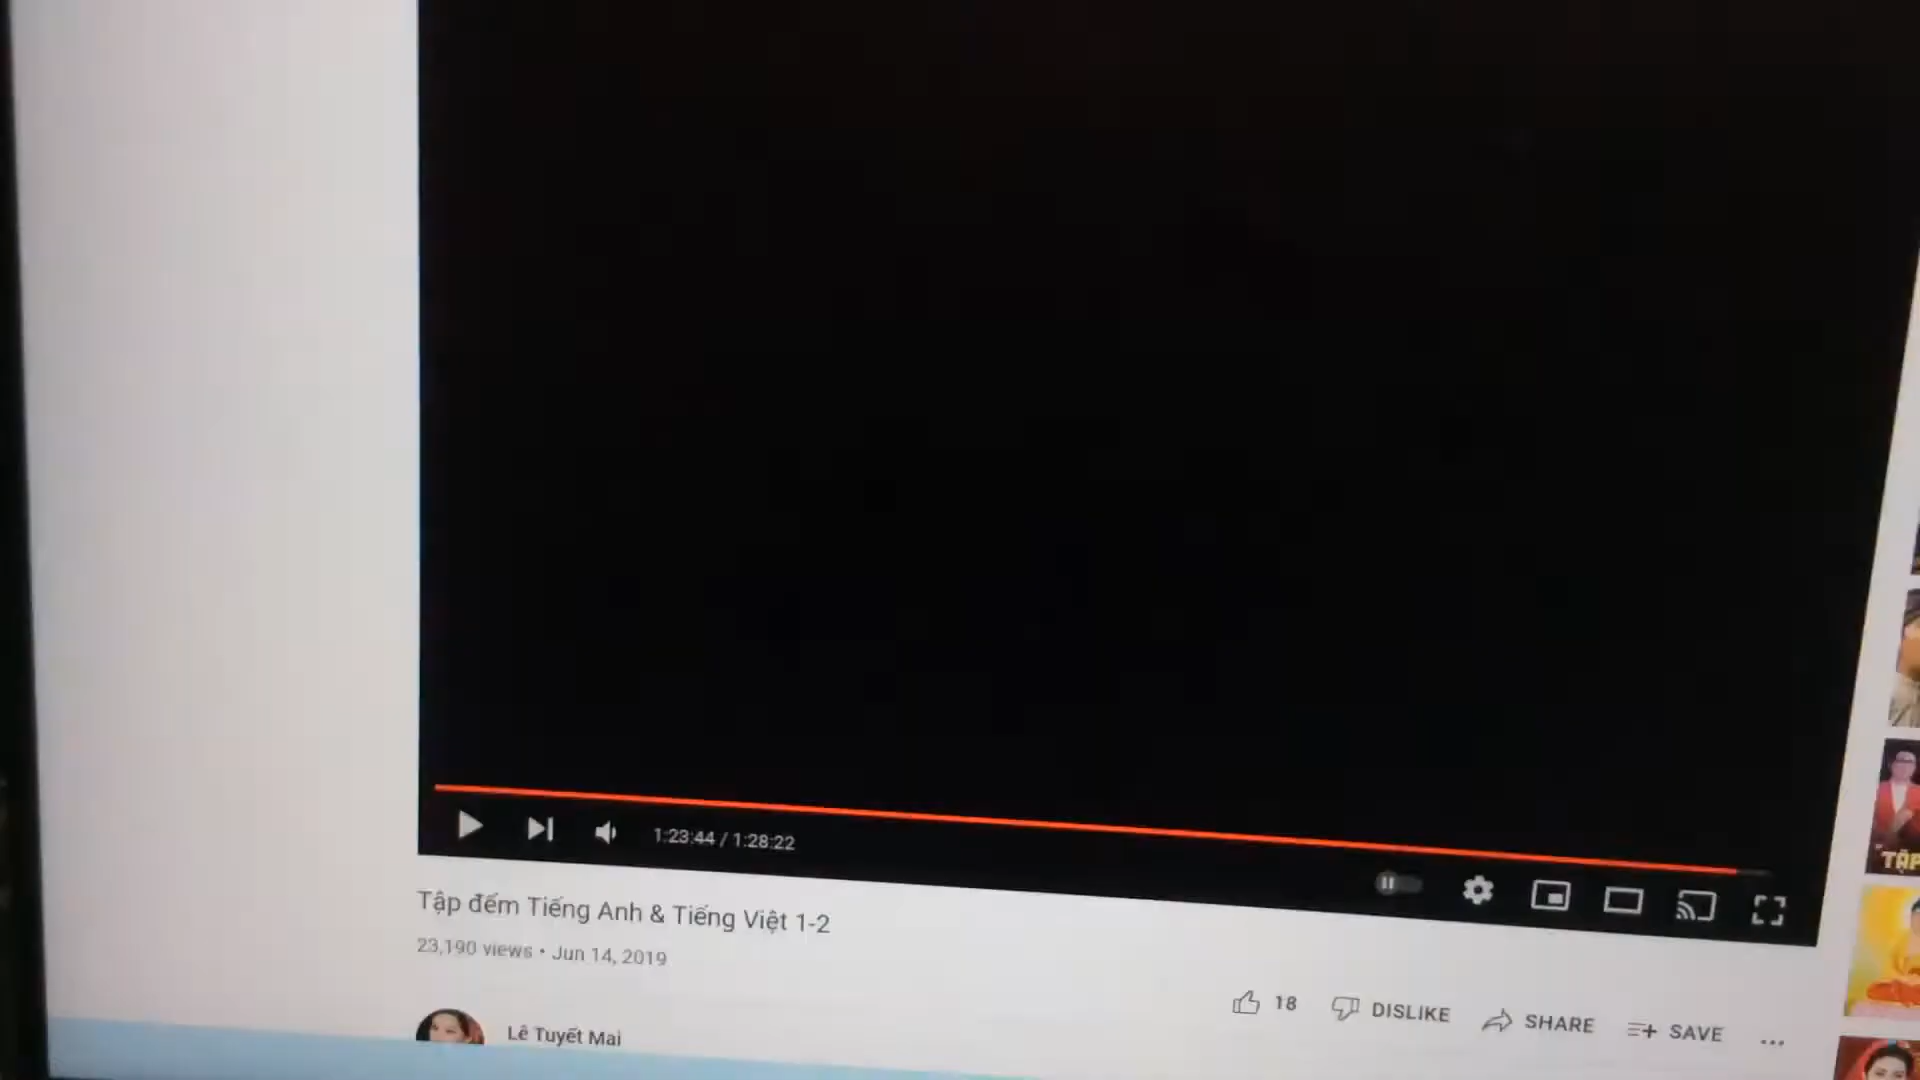 1:23:44 / 1:28:22
Tập đếm Tiếng Anh & Tiếng Việt 1-2
23,190 views • Jun 14, 2019
18 DISLIKE SHARE SAVE ...
Lê Tuyết Mai
"TẬP